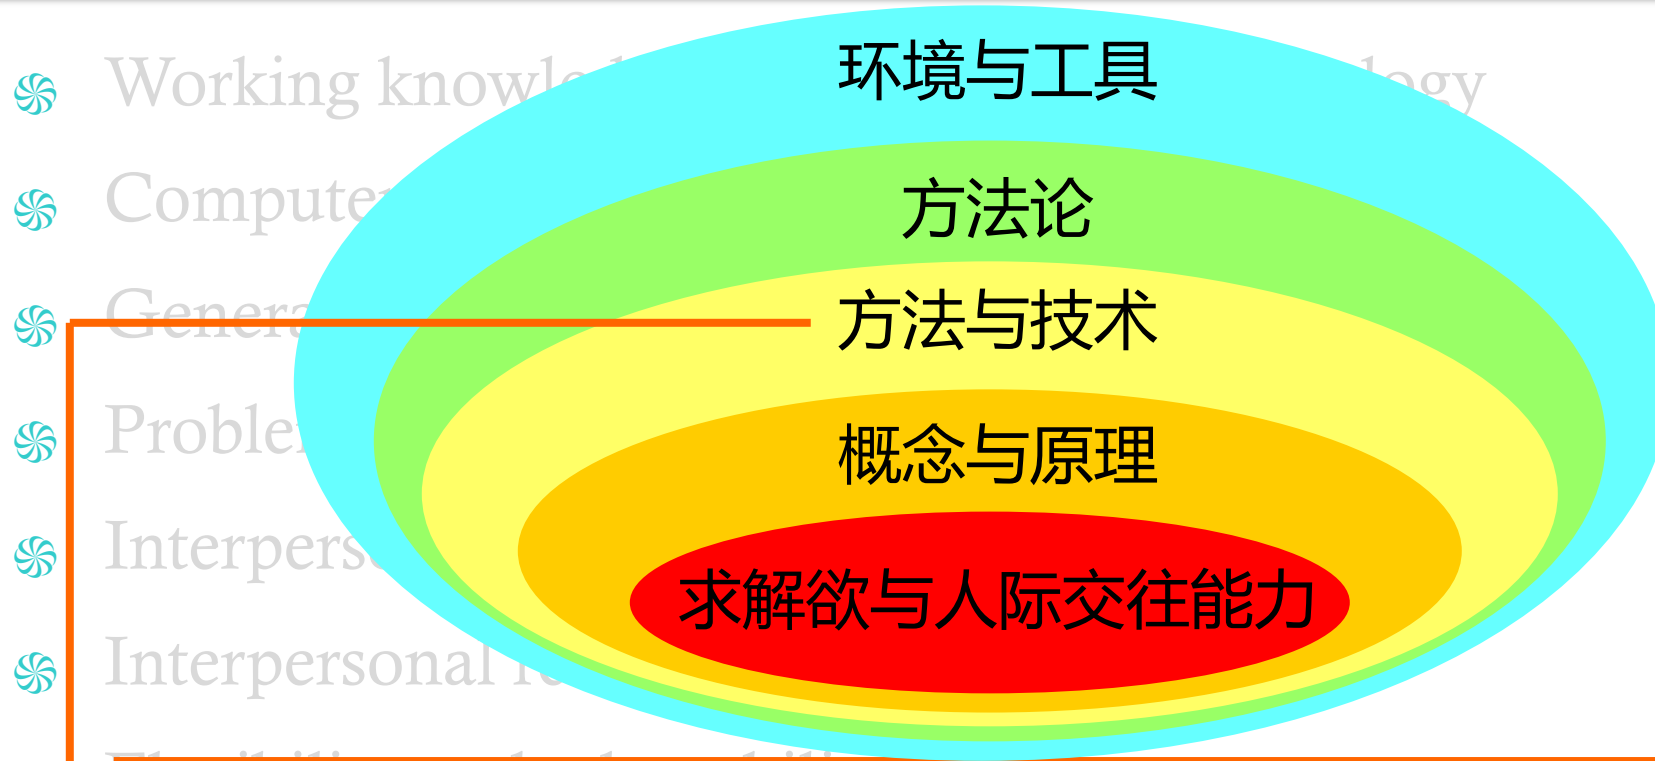 Working knowl
环境与工具
ogy
Compute
方法论
Genera
方法与技术
Proble
概念与原理
Interpers
求解欲与人际交往能力
Interpersonal